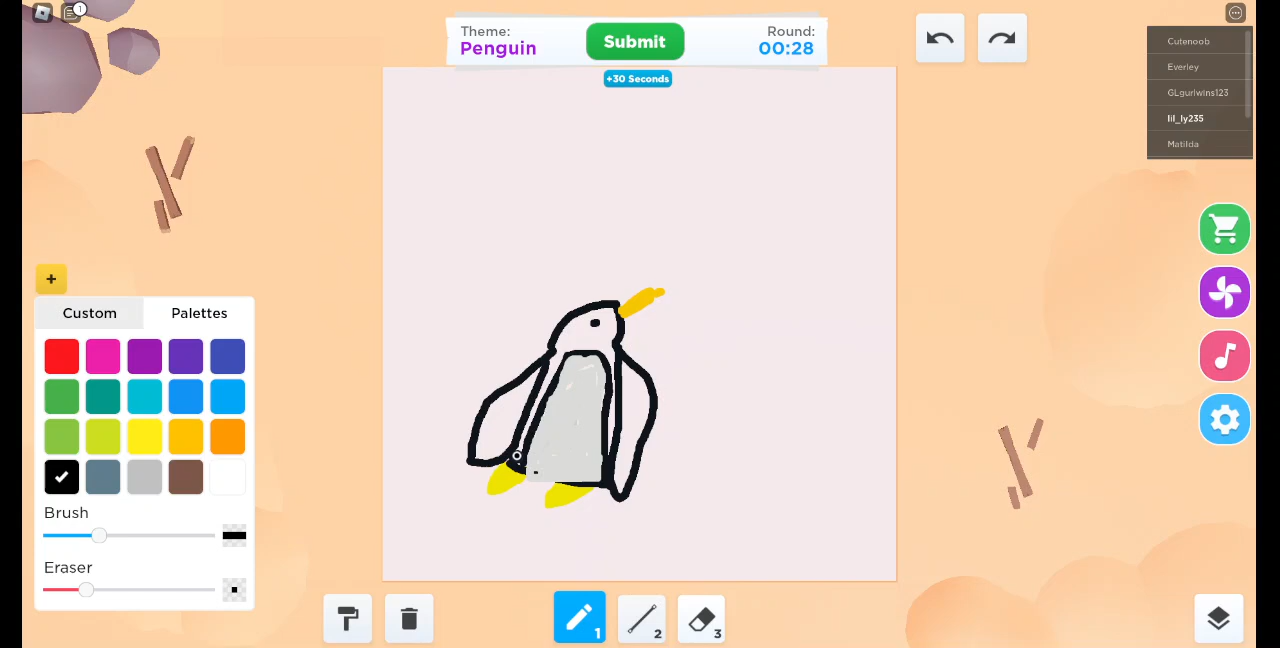 1
Theme:
Penguin
Submit
Round:
00:28
+30 Seconds
Cutenoob
Everley
GLgurlwins123
lil_ly235
Matilda
+
Custom
Palettes
Brush
Eraser
1
2
3